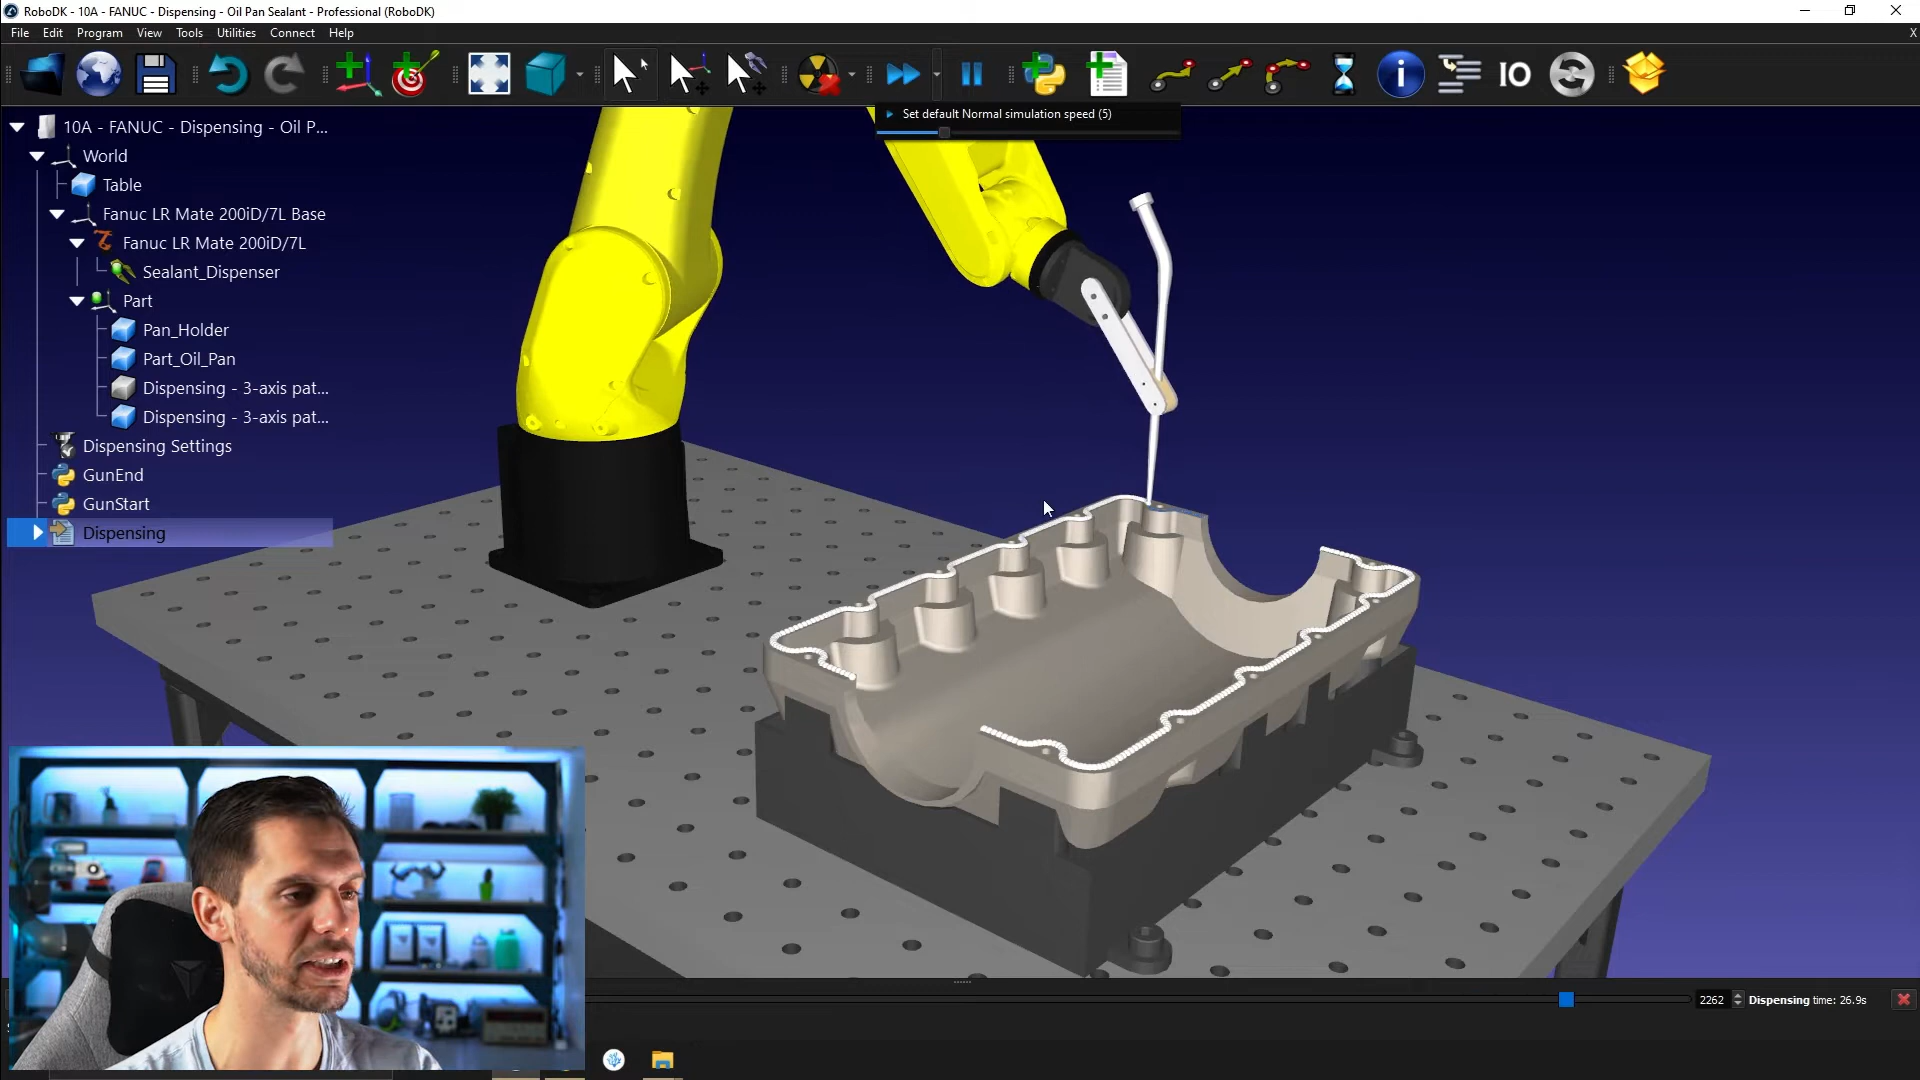 RoboDK - 10A - FANUC - Dispensing - Oil Pan Sealant - Professional (RoboDK)
File Edit Program View Tools Utilities Connect Help X
IO
Set default Normal simulation speed (5)
10A - FANUC - Dispensing - Oil P...
World
Table
Fanuc LR Mate 200iD/7L Base
Fanuc LR Mate 200iD/7L
Sealant_Dispenser
Part
Pan_Holder
Part_Oil_Pan
Dispensing - 3-axis pat...
Dispensing - 3-axis pat...
Dispensing Settings
GunEnd
GunStart
Dispensing
2262 Dispensing time: 26.9s